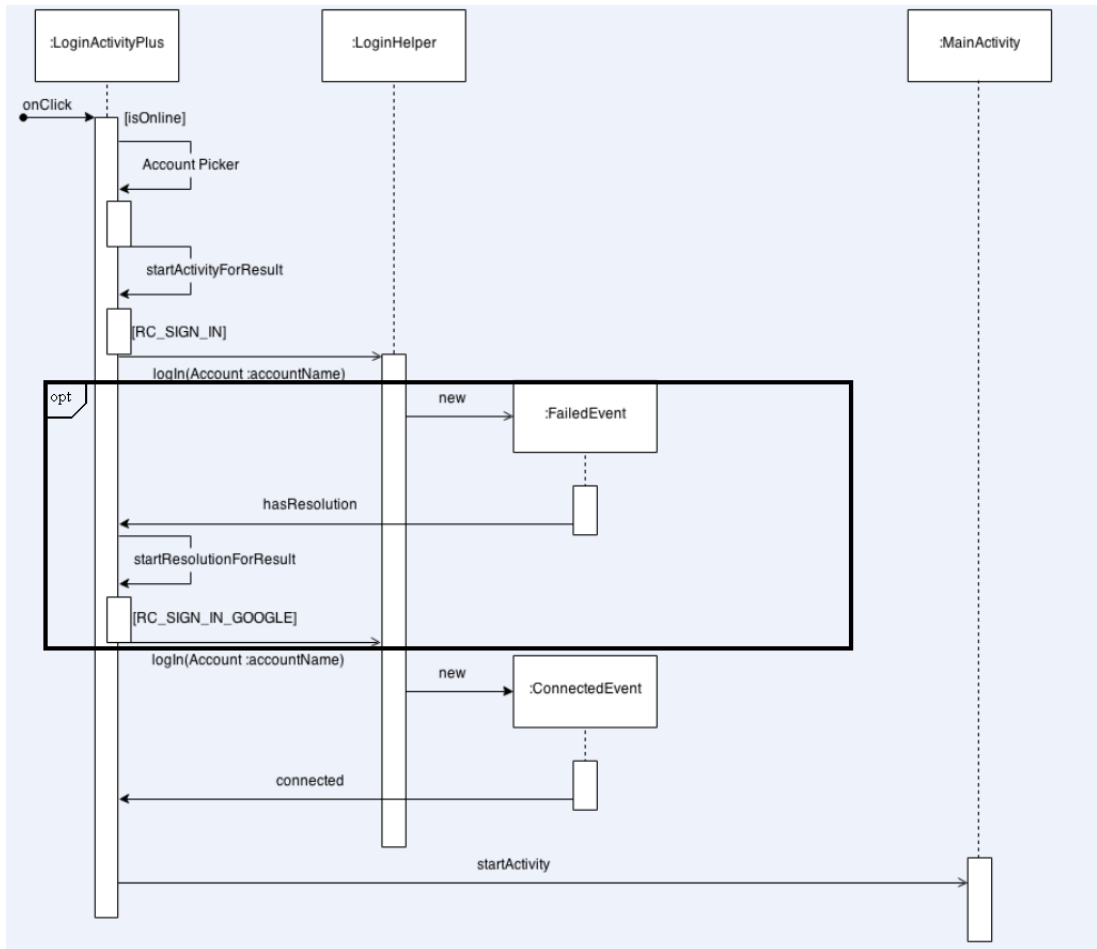 :LoginActivityPlus
:LoginHelper
:MainActivity
onClick
[isOnline]
Account Picker
startActivityForResult
[RC_SIGN_IN]
logIn(Account :accountName)
opt
new
:FailedEvent
hasResolution
startResolutionForResult
[RC_SIGN_IN_GOOGLE]
logIn(Account :accountName)
new
:ConnectedEvent
connected
startActivity